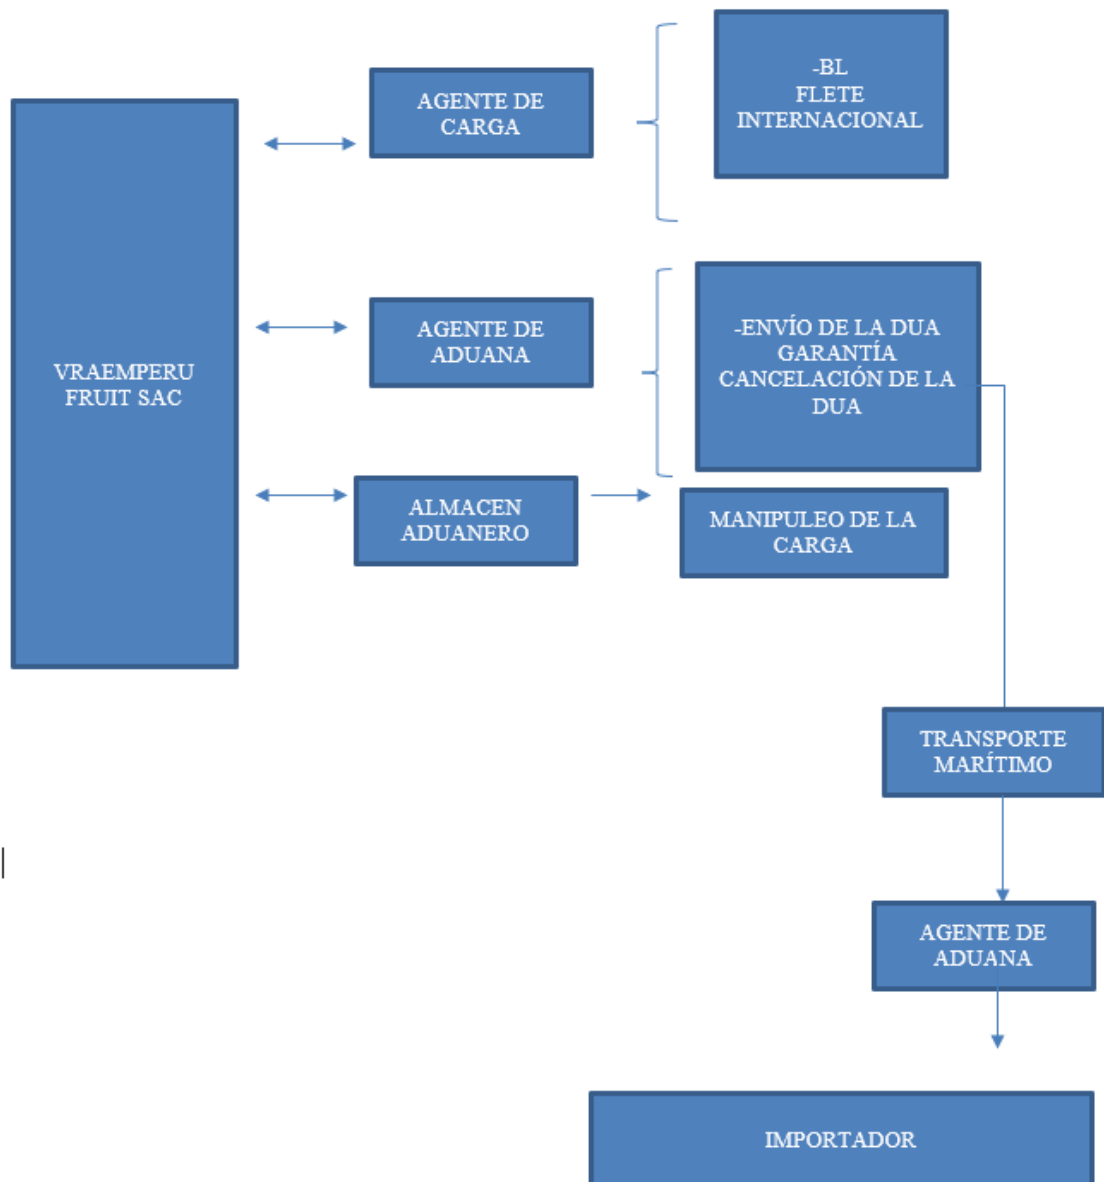 -BL
FLETE
INTERNACIONAL
AGENTE DE
CARGA
VRAEMPERU
FRUIT SAC
AGENTE DE
ADUANA
-ENVÍO DE LA DUA
GARANTÍA
CANCELACIÓN DE LA
DUA
ALMACEN
ADUANERO
MANIPULEO DE LA
CARGA
TRANSPORTE
MARÍTIMO
AGENTE DE
ADUANA
IMPORTADOR